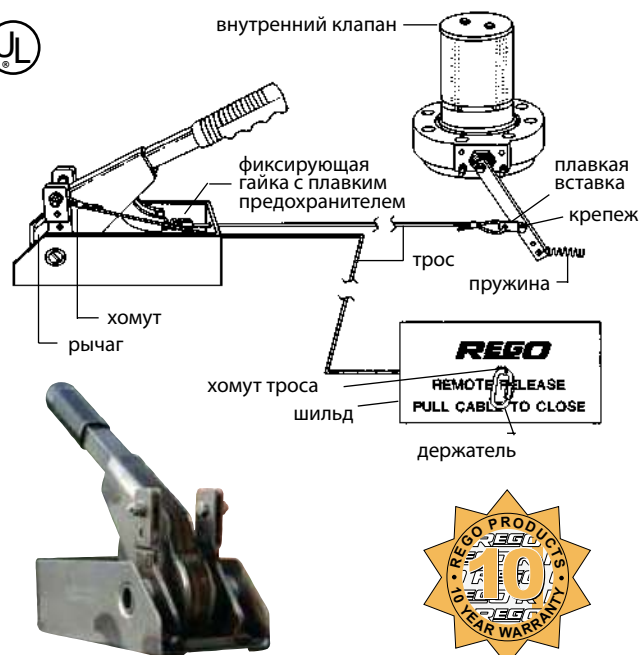 внутренний клапан
UL
®
фиксирующая
гайка с плавким
предохранителем
плавкая
вставка
крепеж
трос
пружина
хомут
рычаг
REGO
хомут троса
REMOTE RELEASE
шильд
PULL CABLE TO CLOSE
держатель
REGO PRODUCTS
REGO
10
10 YEAR WARRANTY